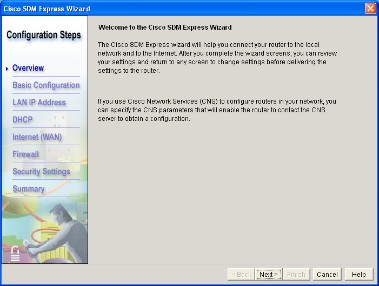 Cisco SDM Express Wizard
Configuration Steps
Overview
Basic Configuration
LAN IP Address
DHCP
Internet (WAN)
Firewall
Security Settings
Summary
Welcome to the Cisco SDM Express Wizard
The Cisco SDM Express wizard will help you connect your router to the local
network and to the Internet. After you complete the wizard screens, you can review
your settings and return to any screen to change settings before delivering the
settings to the router.
If you use Cisco Network Services (CNS) to configure routers in your network, you
can specify the CNS parameters that will enable the router to contact the CNS
server to obtain a configuration.
< Back Next > Finish Cancel Help